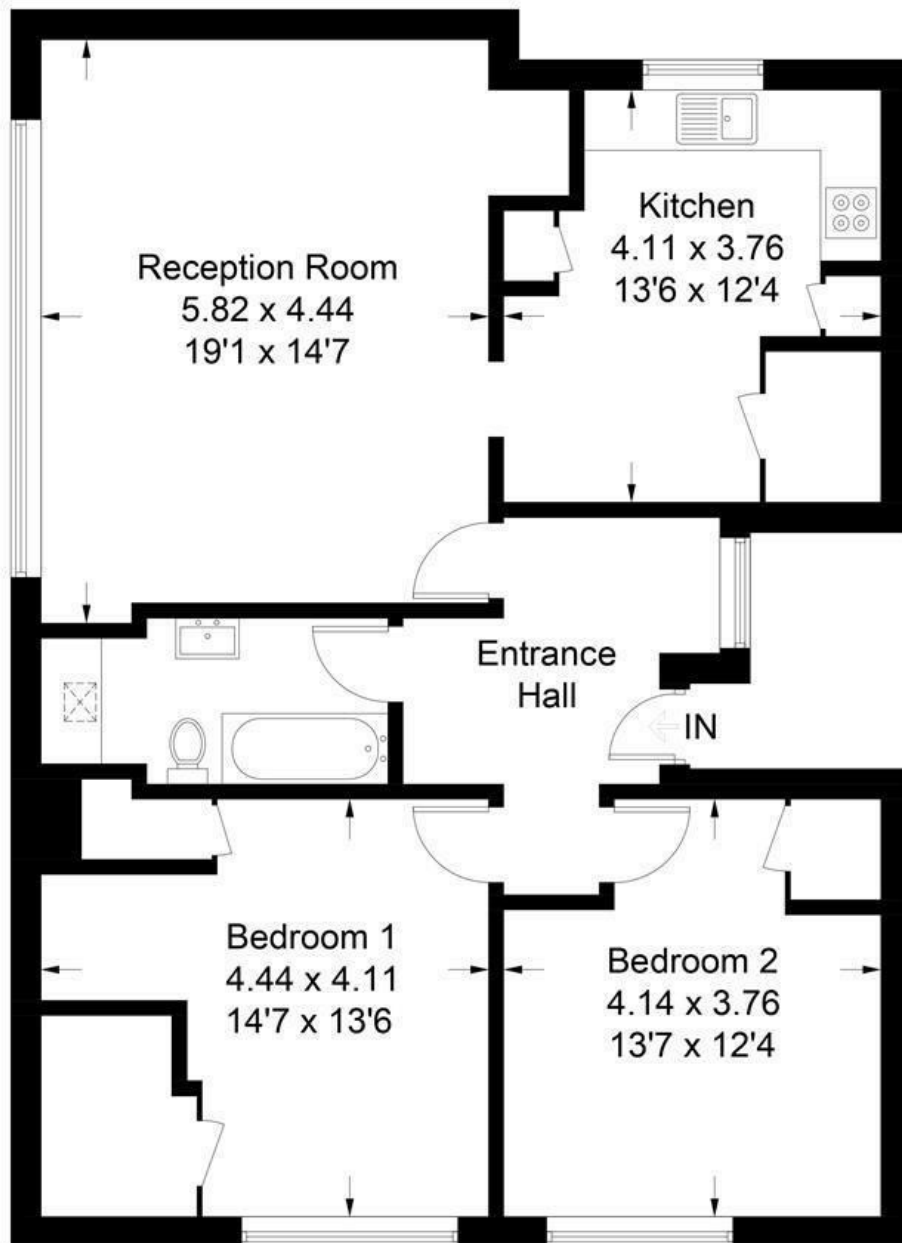 Kitchen
4.11 x 3.76
13'6 x 12'4
Reception Room
5.82 x 4.44
19'1 x 14'7
Entrance
Hall
IN
Bedroom 1
4.44 x 4.11
14'7 x 13'6
Bedroom 2
4.14 x 3.76
13'7 x 12'4